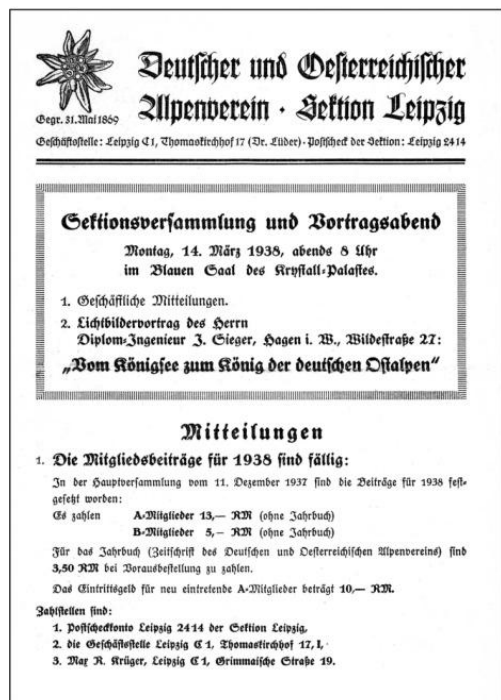 Deutscher und Oesterreichischer
Alpenverein · Sektion Leipzig
Gegr. 31. Mai 1869
Geschäftsstelle: Leipzig C 1, Thomaskirchhof 17 (Dr. Lüder) · Postscheck der Sektion: Leipzig 2414
Sektionsversammlung und Vortragsabend
Montag, 14. März 1938, abends 8 Uhr
im Blauen Saal des Krystall-Palastes.
1. Geschäftliche Mitteilungen.
2. Lichtbildervortrag des Herrn
Diplom-Ingenieur J. Sieger, Hagen i. W., Wildestraße 27:
„Vom Königsee zum König der deutschen Ostalpen“
Mitteilungen
1. Die Mitgliedsbeiträge für 1938 sind fällig:
In der Hauptversammlung vom 11. Dezember 1937 sind die Beiträge für 1938 fest-
gesetzt worden:
Es zahlen A-Mitglieder 13,— RM (ohne Jahrbuch)
B-Mitglieder 5,— RM (ohne Jahrbuch)
Für das Jahrbuch (Zeitschrift des Deutschen und Oesterreichischen Alpenvereins) sind
3,50 RM bei Vorausbestellung zu zahlen.
Das Eintrittsgeld für neu eintretende A-Mitglieder beträgt 10,— RM.
Zahlstellen sind:
1. Postscheckkonto Leipzig 2414 der Sektion Leipzig,
2. die Geschäftsstelle Leipzig C 1, Thomaskirchhof 17, I,
3. Max R. Krüger, Leipzig C 1, Grimmaische Straße 19.